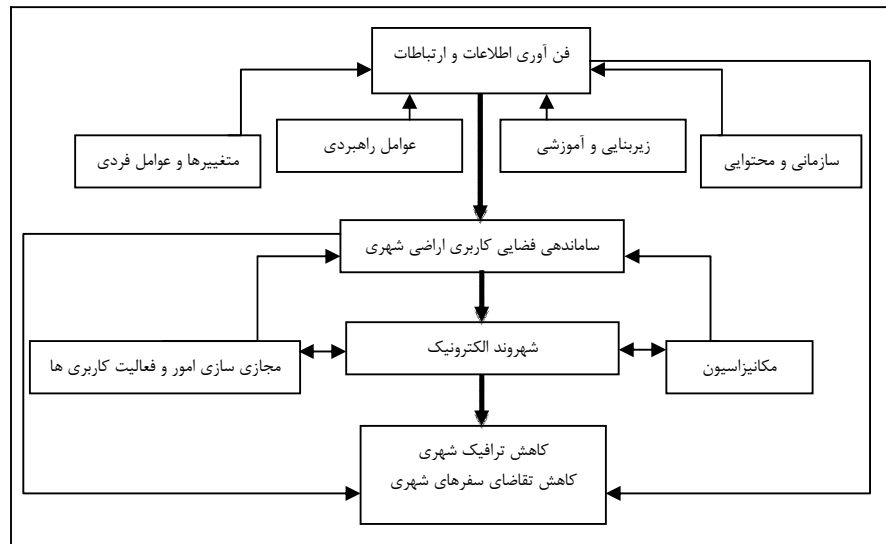 فن آوری اطلاعات و ارتباطات
سازمانی و محتوایی
زیربنایی و آموزشی
عوامل راهبردی
متغییرها و عوامل فردی
ساماندهی فضایی کاربری اراضی شهری
مکانیزاسیون
شهروند الکترونیک
مجازی سازی امور و فعالیت کاربری ها
کاهش ترافیک شهری
کاهش تقاضای سفرهای شهری